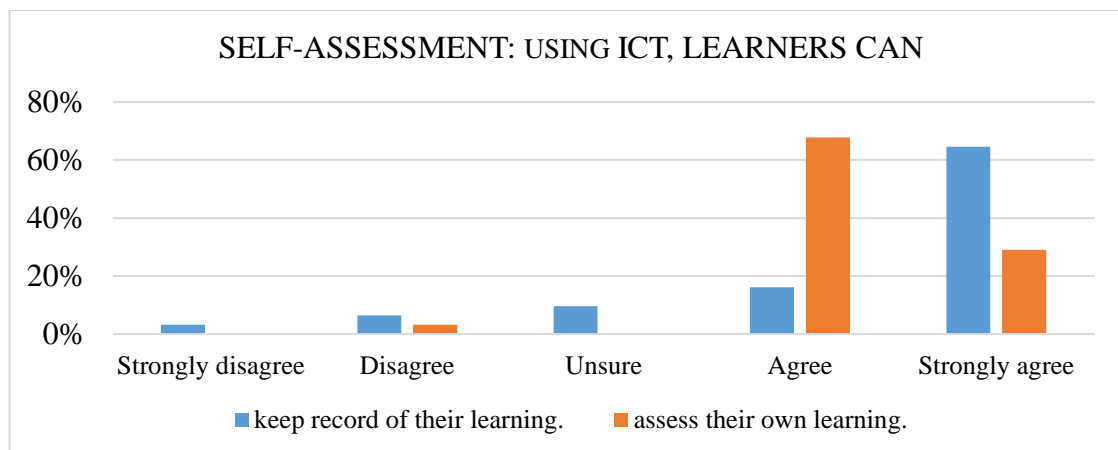 SELF-ASSESSMENT: USING ICT, LEARNERS CAN
80%
60%
40%
20%
0%
Strongly disagree Disagree Unsure Agree Strongly agree
keep record of their learning. assess their own learning.